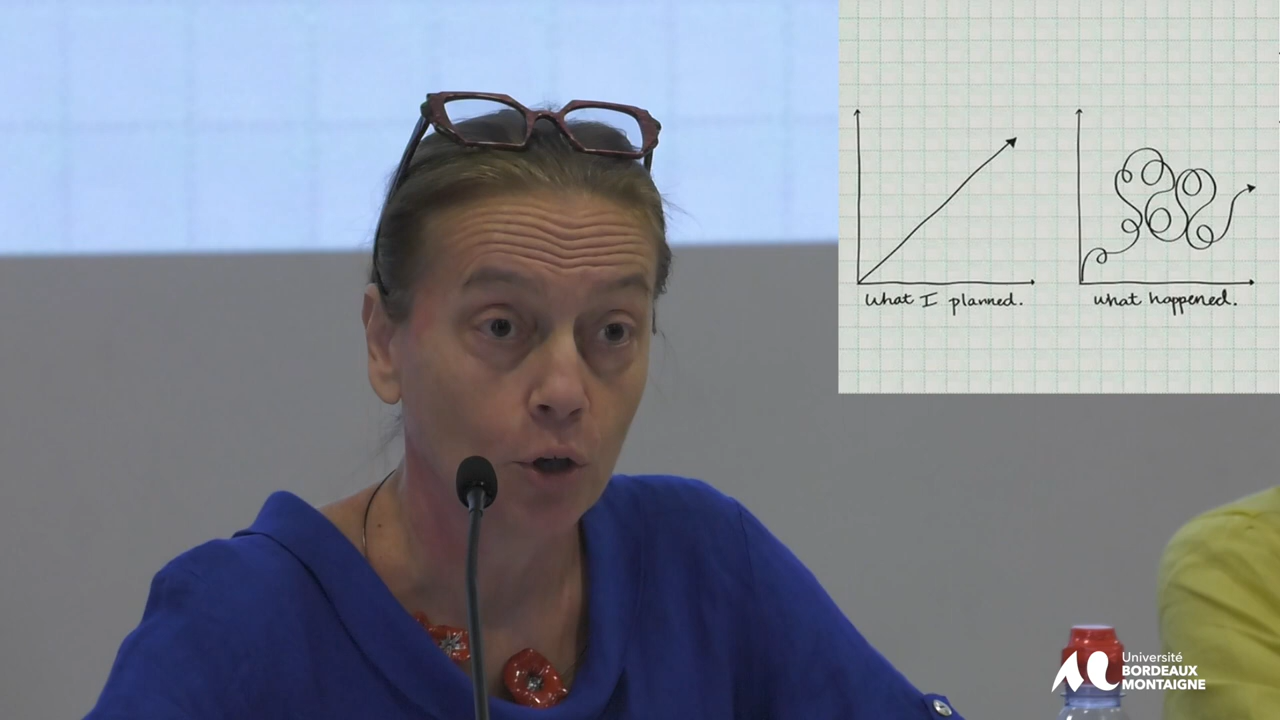 what I planned.
what happened.
Université
BORDEAUX
MONTAIGNE